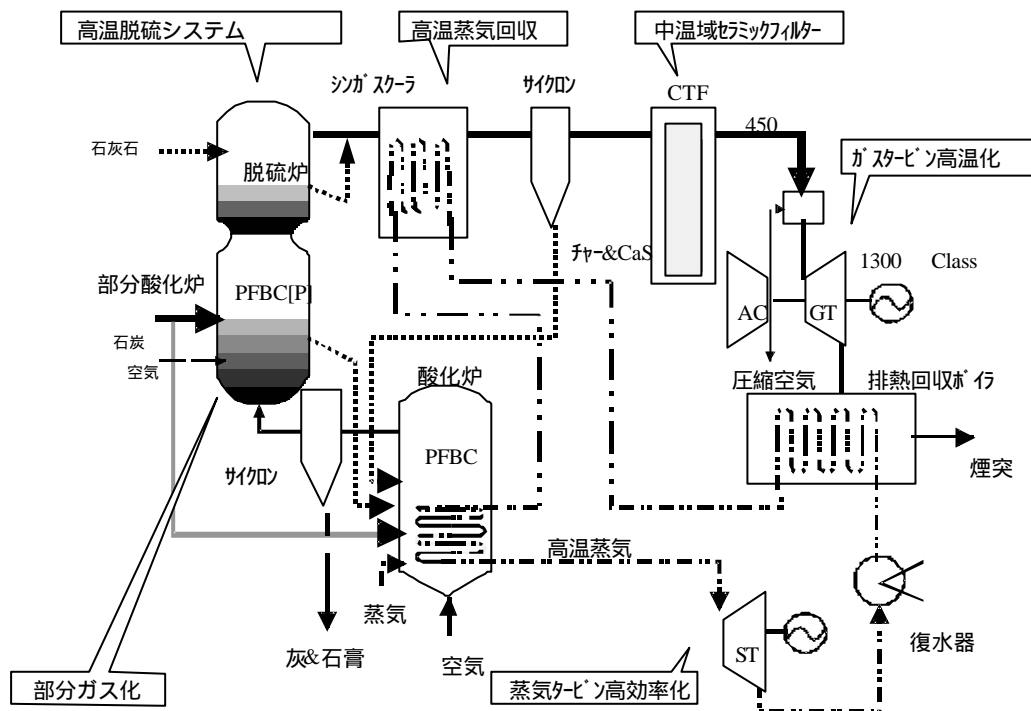 高温脱硫システム
高温蒸気回収
中温域ｾﾗﾐｯｸﾌｨﾙﾀｰ
ｼﾝｶﾞｽｸｰﾗ
ｻｲｸﾛﾝ
CTF
450
石灰石
脱硫炉
ｶﾞｽﾀｰﾋﾞﾝ高温化
ﾁｬｰ&CaS
1300 Class
部分酸化炉
PFBC[P]
AC
GT
石炭
空気
酸化炉
圧縮空気
排熱回収ﾎﾞｲﾗ
PFBC
煙突
ｻｲｸﾛﾝ
高温蒸気
蒸気
復水器
灰&石膏
空気
ST
部分ガス化
蒸気ﾀｰﾋﾞﾝ高効率化